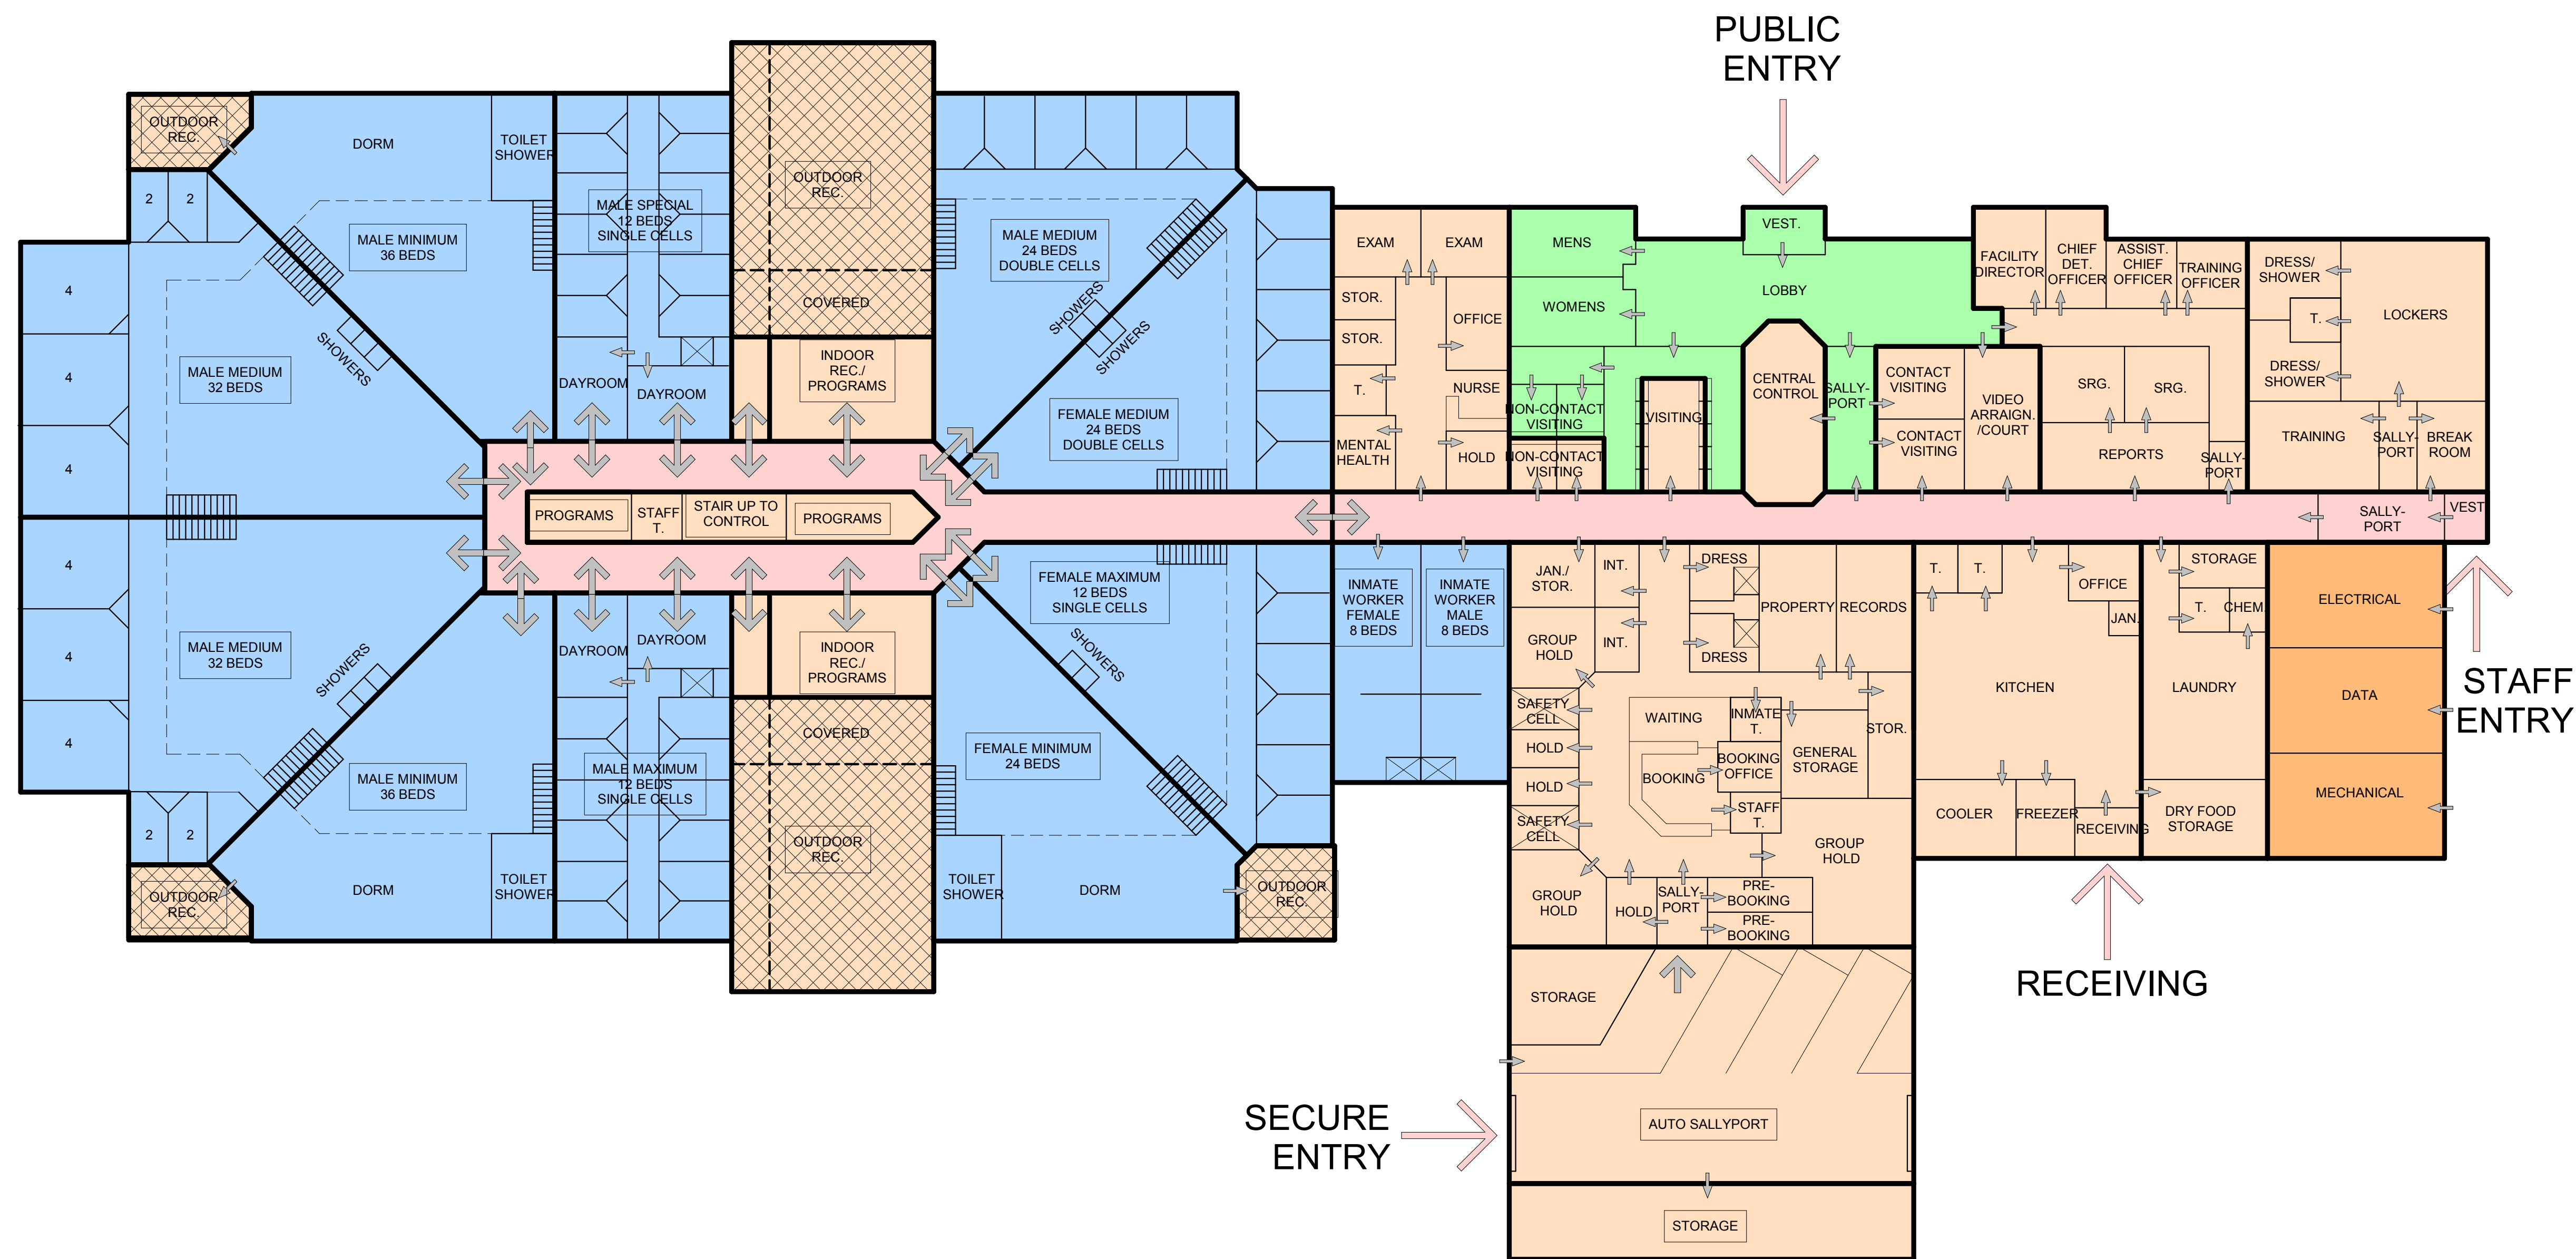 PUBLIC
ENTRY
OUTDOOR
REC.
DORM
TOILET
SHOWER
2
2
MALE MINIMUM
36 BEDS
MALE SPECIAL
12 BEDS
SINGLE CELLS
OUTDOOR
REC.
COVERED
MALE MEDIUM
24 BEDS
DOUBLE CELLS
4
4
4
MALE MEDIUM
32 BEDS
SHOWERS
DAYROOM
DAYROOM
INDOOR
REC./
PROGRAMS
SHOWERS
SHOWERS
FEMALE MEDIUM
24 BEDS
DOUBLE CELLS
PROGRAMS
STAFF
T.
STAIR UP TO
CONTROL
PROGRAMS
4
4
4
MALE MEDIUM
32 BEDS
SHOWERS
DAYROOM
DAYROOM
INDOOR
REC./
PROGRAMS
COVERED
OUTDOOR
REC.
MALE MINIMUM
36 BEDS
MALE MAXIMUM
12 BEDS
SINGLE CELLS
2
2
OUTDOOR
REC.
DORM
TOILET
SHOWER
FEMALE MAXIMUM
12 BEDS
SINGLE CELLS
SHOWERS
FEMALE MINIMUM
24 BEDS
TOILET
SHOWER
DORM
OUTDOOR
REC.
EXAM
EXAM
STOR.
STOR.
OFFICE
T.
NURSE
MENTAL
HEALTH
HOLD
MENS
WOMENS
VEST.
LOBBY
NON-CONTACT
VISITING
NON-CONTACT
VISITING
VISITING
CENTRAL
CONTROL
SALLY-
PORT
CONTACT
VISITING
CONTACT
VISITING
VIDEO
ARRAIGN.
/COURT
FACILITY
DIRECTOR
CHIEF
DET.
OFFICER
ASSIST.
CHIEF
OFFICER
TRAINING
OFFICER
SRG.
SRG.
REPORTS
SALLY-
PORT
DRESS/
SHOWER
T.
LOCKERS
DRESS/
SHOWER
TRAINING
SALLY-
PORT
BREAK
ROOM
SALLY-
PORT
VEST
INMATE
WORKER
FEMALE
8 BEDS
INMATE
WORKER
MALE
8 BEDS
JAN./
STOR.
INT.
INT.
GROUP
HOLD
DRESS
DRESS
PROPERTY
RECORDS
SAFETY
CELL
HOLD
HOLD
SAFETY
CELL
WAITING
INMATE
T.
BOOKING
BOOKING
OFFICE
STAFF
T.
GENERAL
STORAGE
STOR.
GROUP
HOLD
GROUP
HOLD
HOLD
SALLY-
PORT
PRE-
BOOKING
PRE-
BOOKING
T.
T.
OFFICE
JAN.
KITCHEN
COOLER
FREEZER
RECEIVING
STORAGE
T.
CHEM.
LAUNDRY
DRY FOOD
STORAGE
ELECTRICAL
DATA
MECHANICAL
STAFF
ENTRY
RECEIVING
STORAGE
SECURE
ENTRY
AUTO SALLYPORT
STORAGE